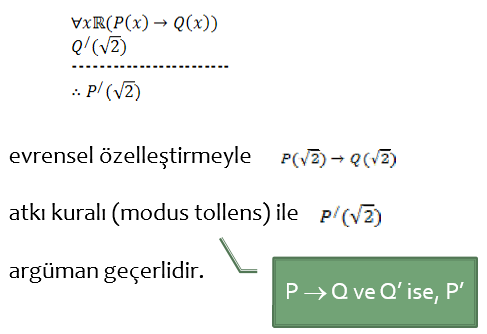 ∀xℝ(P(x) → Q(x))
Q/(√2)
-----------------------
∴ P/(√2)
evrensel özelleştirmeyle P(√2) → Q(√2)
atkı kuralı (modus tollens) ile P/(√2)
argüman geçerlidir.
P → Q ve Q’ ise, P’